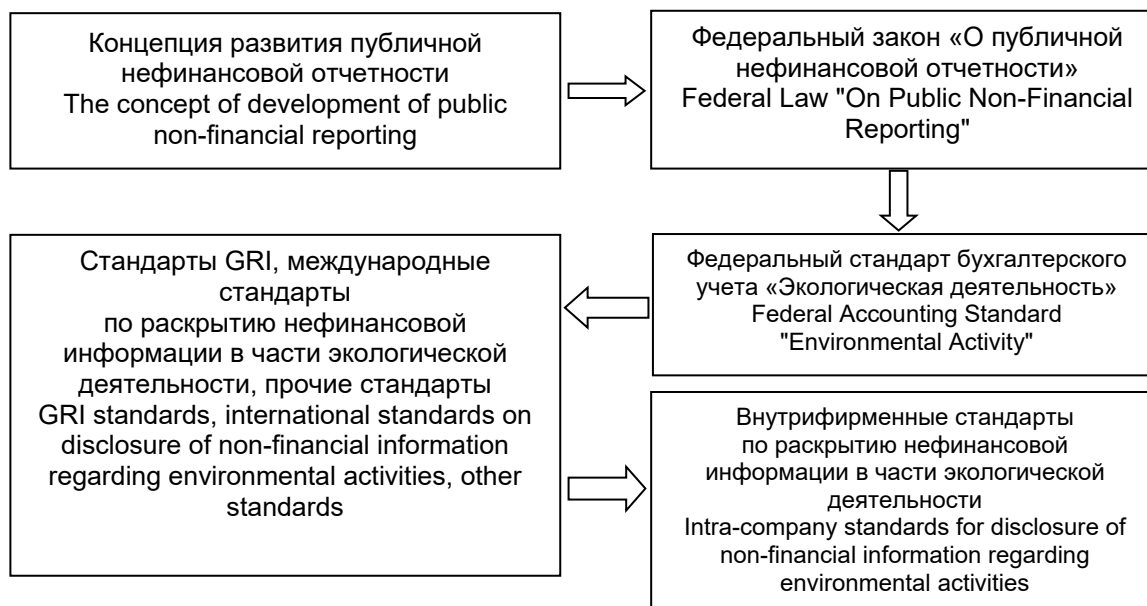 Концепция развития публичной
нефинансовой отчетности
The concept of development of public
non-financial reporting
Федеральный закон «О публичной
нефинансовой отчетности»
Federal Law "On Public Non-Financial
Reporting"
Федеральный стандарт бухгалтерского
учета «Экологическая деятельность»
Federal Accounting Standard
"Environmental Activity"
Стандарты GRI, международные
стандарты
по раскрытию нефинансовой
информации в части экологической
деятельности, прочие стандарты
GRI standards, international standards on
disclosure of non-financial information
regarding environmental activities, other
standards
Внутрифирменные стандарты
по раскрытию нефинансовой
информации в части экологической
деятельности
Intra-company standards for disclosure of
non-financial information regarding
environmental activities